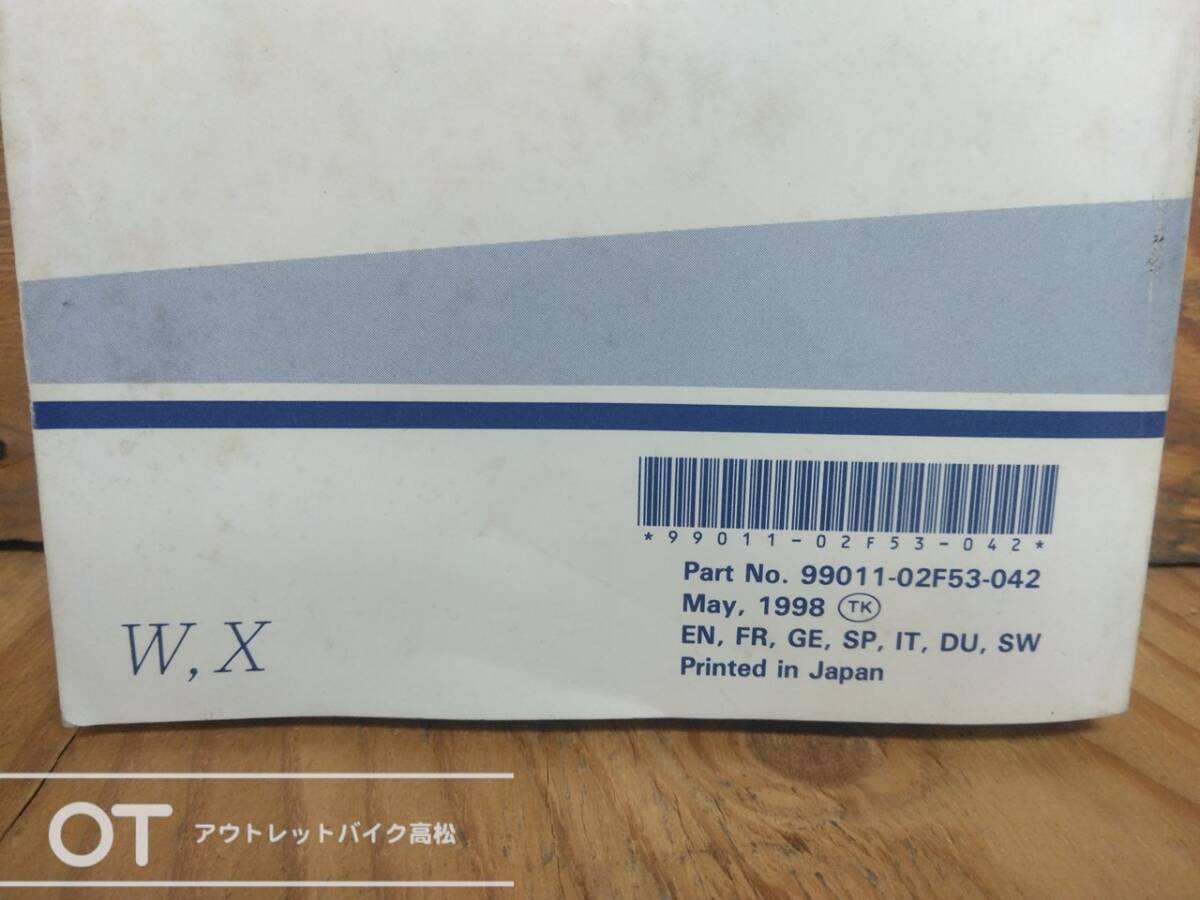 *99011-02F53-042*
Part No. 99011-02F53-042
May, 1998 TK
EN, FR, GE, SP, IT, DU, SW
Printed in Japan
W, X
OT アウトレットバイク高松